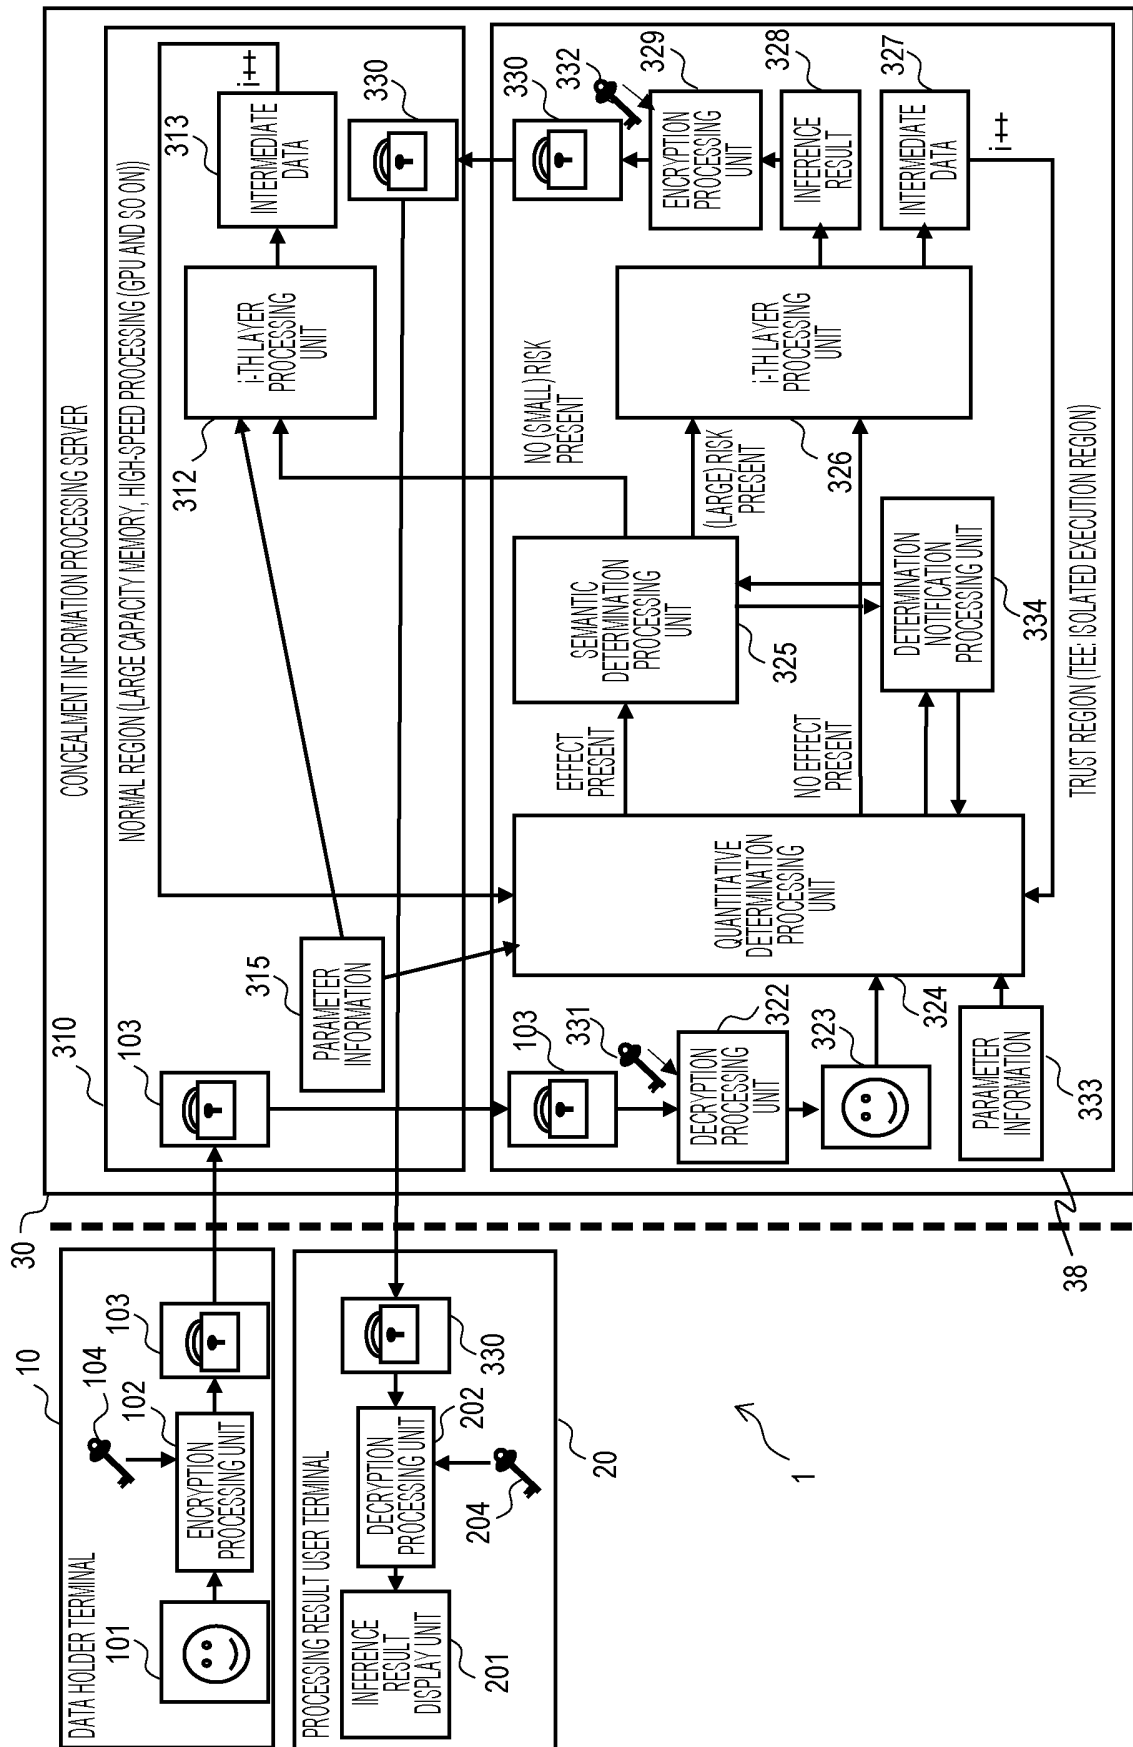 1
DATA HOLDER TERMINAL
10
101
ENCRYPTION
PROCESSING UNIT
102
104
103
PROCESSING RESULT USER TERMINAL
20
INFERENCE
RESULT
DISPLAY UNIT
201
DECRYPTION
PROCESSING UNIT
202
204
330
30
CONCEALMENT INFORMATION PROCESSING SERVER
310
NORMAL REGION (LARGE CAPACITY MEMORY, HIGH-SPEED PROCESSING (GPU AND SO ON))
103
315
PARAMETER
INFORMATION
312
i-TH LAYER
PROCESSING
UNIT
313
INTERMEDIATE
DATA
i++
330
38
TRUST REGION (TEE: ISOLATED EXECUTION REGION)
103
331
DECRYPTION
PROCESSING
UNIT
322
323
PARAMETER
INFORMATION
333
QUANTITATIVE
DETERMINATION
PROCESSING
UNIT
324
EFFECT
PRESENT
NO EFFECT
PRESENT
SEMANTIC
DETERMINATION
PROCESSING
UNIT
325
DETERMINATION
NOTIFICATION
PROCESSING UNIT
334
NO (SMALL) RISK
PRESENT
(LARGE) RISK
PRESENT
i-TH LAYER
PROCESSING
UNIT
326
330
332
ENCRYPTION
PROCESSING
UNIT
329
INFERENCE
RESULT
328
INTERMEDIATE
DATA
327
i++